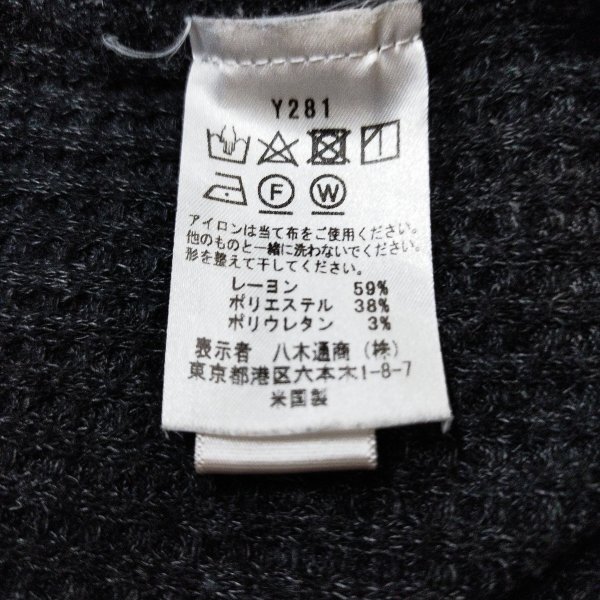 Y281
F W
アイロンは当て布をご使用ください。
他のものと一緒に洗わないでください。
形を整えて干してください。
レーヨン 59%
ポリエステル 38%
ポリウレタン 3%
表示者 八木通商(株)
東京都港区六本木1-8-7
米国製